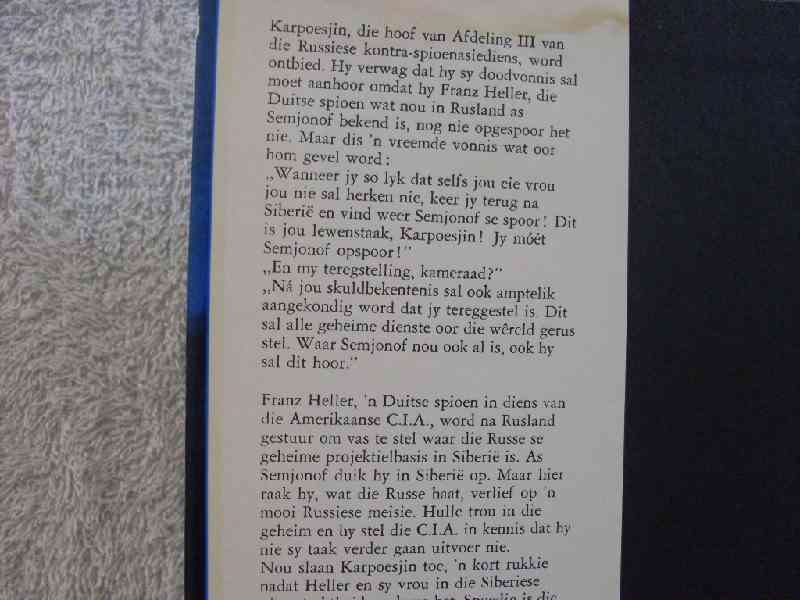 Karpoesjin, die hoof van Afdeling III van
die Russiese kontra-spioenasiediens, word
ontbied. Hy verwag dat hy sy doodvonnis sal
moet aanhoor omdat hy Franz Heller, die
Duitse spioen wat nou in Rusland as
Semjonof bekend is, nog nie opgespoor het
nie. Maar dis 'n vreemde vonnis wat oor
hom gevel word:
„Wanneer jy so lyk dat selfs jou eie vrou
jou nie sal herken nie, keer jy terug na
Siberië en vind weer Semjonof se spoor! Dit
is jou lewenstaak, Karpoesjin! Jy móét
Semjonof opspoor!"
„En my teregstelling, kameraad?"
„Ná jou skuldbekentenis sal ook amptelik
aangekondig word dat jy tereggestel is. Dit
sal alle geheime dienste oor die wêreld gerus
stel. Waar Semjonof nou ook al is, ook hy
sal dit hoor."
Franz Heller, 'n Duitse spioen in diens van
die Amerikaanse C.I.A., word na Rusland
gestuur om vas te stel waar die Russe se
geheime projektielbasis in Siberië is. As
Semjonof duik hy in Siberië op. Maar hier
raak hy, wat die Russe haat, verlief op 'n
mooi Russiese meisie. Hulle trou in die
geheim en hy stel die C.I.A. in kennis dat hy
nie sy taak verder gaan uitvoer nie.
Nou slaan Karpoesjin toe, 'n kort rukkie
nadat Heller en sy vrou in die Siberiese